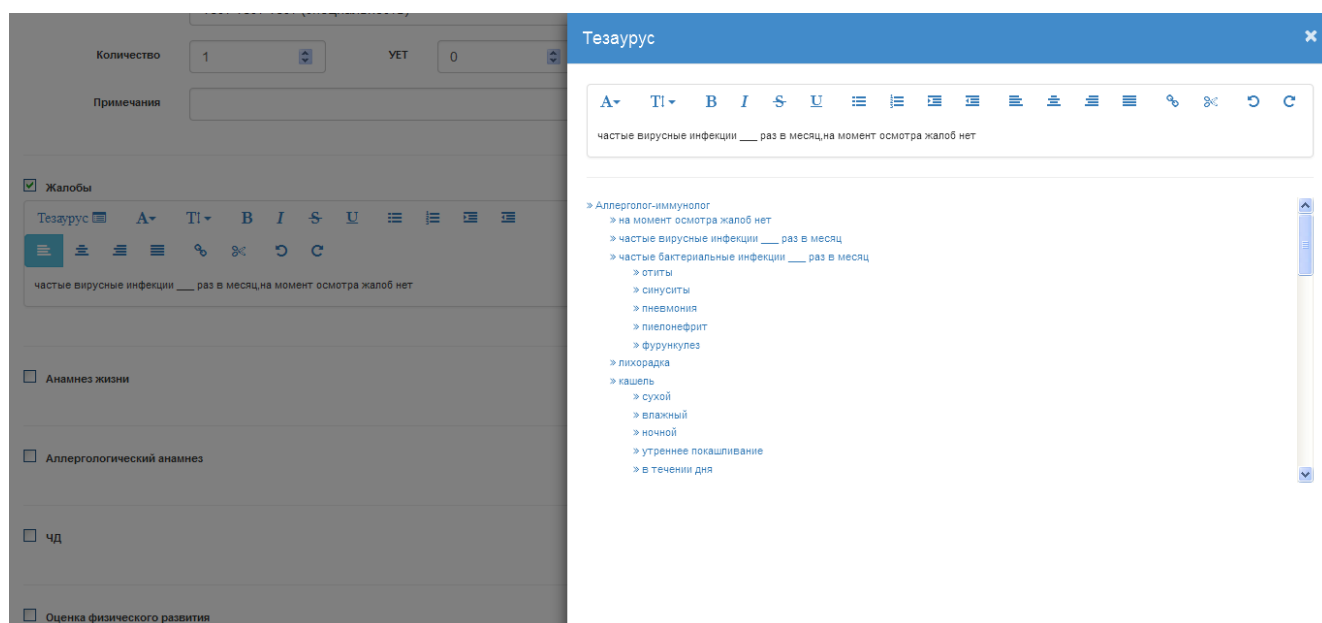 Количество 1 УЕТ 0
Примечания
Жалобы
Тезаурус A T! B I S U
частые вирусные инфекции ___ раз в месяц,на момент осмотра жалоб нет
Анамнез жизни
Аллергологический анамнез
ЧД
Оценка физического развития
Тезаурус
A T! B I S U
частые вирусные инфекции ___ раз в месяц,на момент осмотра жалоб нет
» Аллерголог-иммунолог
» на момент осмотра жалоб нет
» частые вирусные инфекции ___ раз в месяц
» частые бактериальные инфекции ___ раз в месяц
» отиты
» синуситы
» пневмония
» пиелонефрит
» фурункулез
» лихорадка
» кашель
» сухой
» влажный
» ночной
» утреннее покашливание
» в течении дня